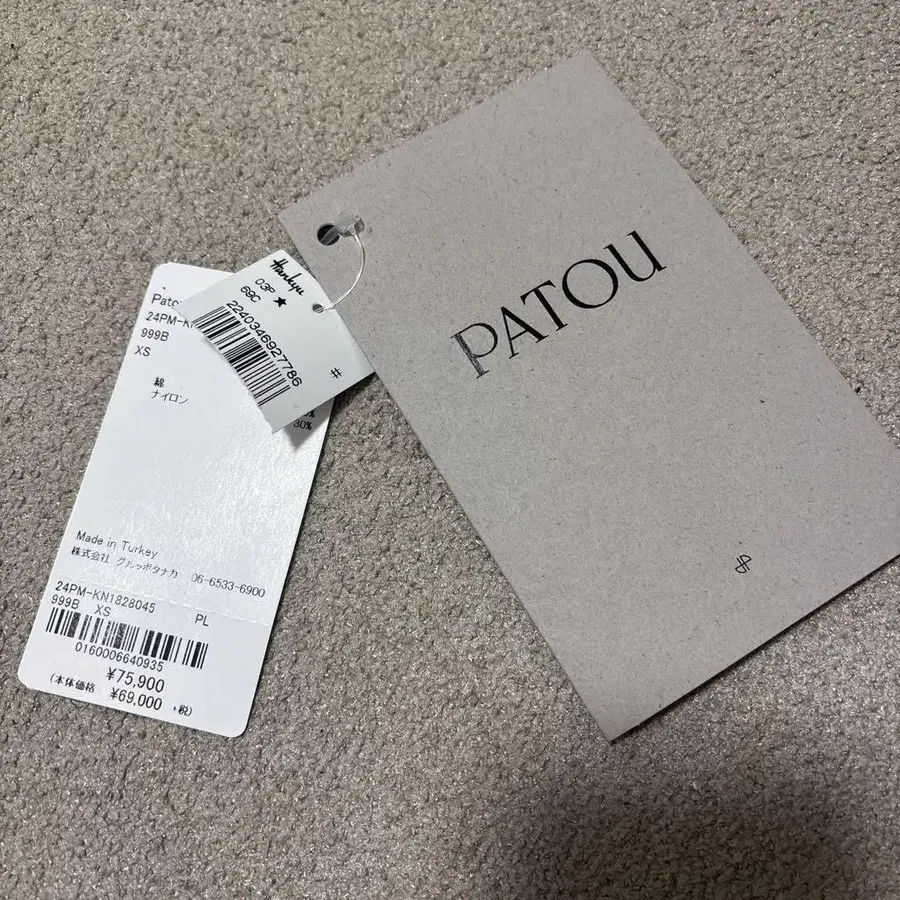 PATOU
Hankyu
03P ★
69C
2240346927786
#
24PM-KN
999B
XS
綿
ナイロン 30%
Made in Turkey
株式会社 グルッポタナカ 06-6533-6900
24PM-KN1828045
999B XS PL
0160006640935
¥75,900
(本体価格 ¥69,000 +税)